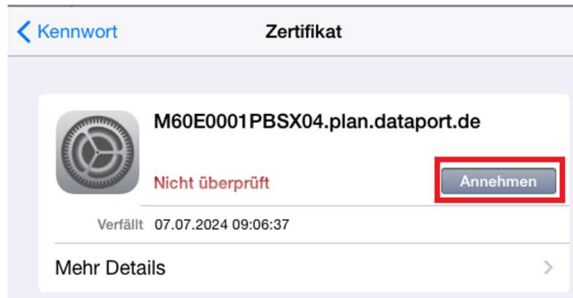 Kennwort Zertifikat
M60E0001PBSX04.plan.dataport.de
Nicht überprüft Annehmen
Verfällt 07.07.2024 09:06:37
Mehr Details